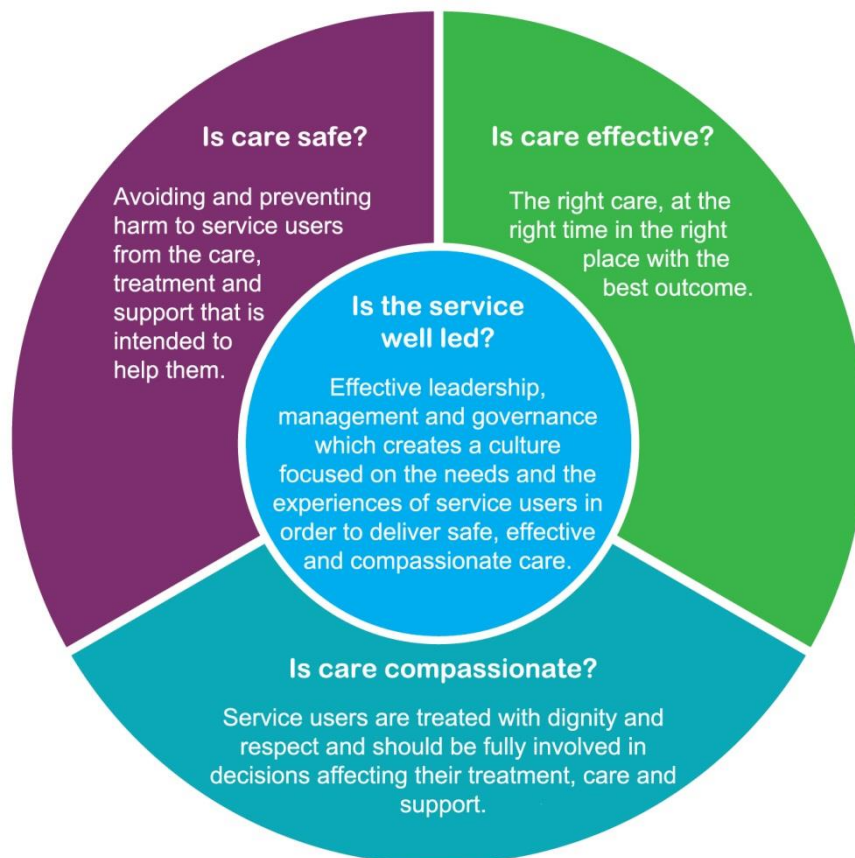 Is care safe?
Avoiding and preventing
harm to service users
from the care,
treatment and
support that is
intended to
help them.
Is care effective?
The right care, at the
right time in the right
place with the
best outcome.
Is the service
well led?
Effective leadership,
management and governance
which creates a culture
focused on the needs and the
experiences of service users in
order to deliver safe, effective
and compassionate care.
Is care compassionate?
Service users are treated with dignity and
respect and should be fully involved in
decisions affecting their treatment, care and
support.